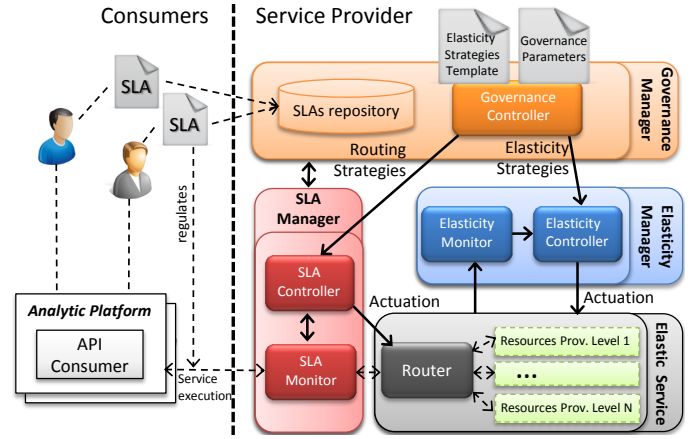 Consumers
Service Provider
SLA
SLA
regulates
Analytic Platform
API
Consumer
Service
execution
Elasticity
Strategies
Template
Governance
Parameters
SLAs repository
Governance
Controller
Governance
Manager
Routing
Strategies
Elasticity
Strategies
SLA
Manager
SLA
Controller
SLA
Monitor
Actuation
Elasticity
Monitor
Elasticity
Controller
Elasticity
Manager
Actuation
Router
Resources Prov. Level 1
...
Resources Prov. Level N
Elastic Service